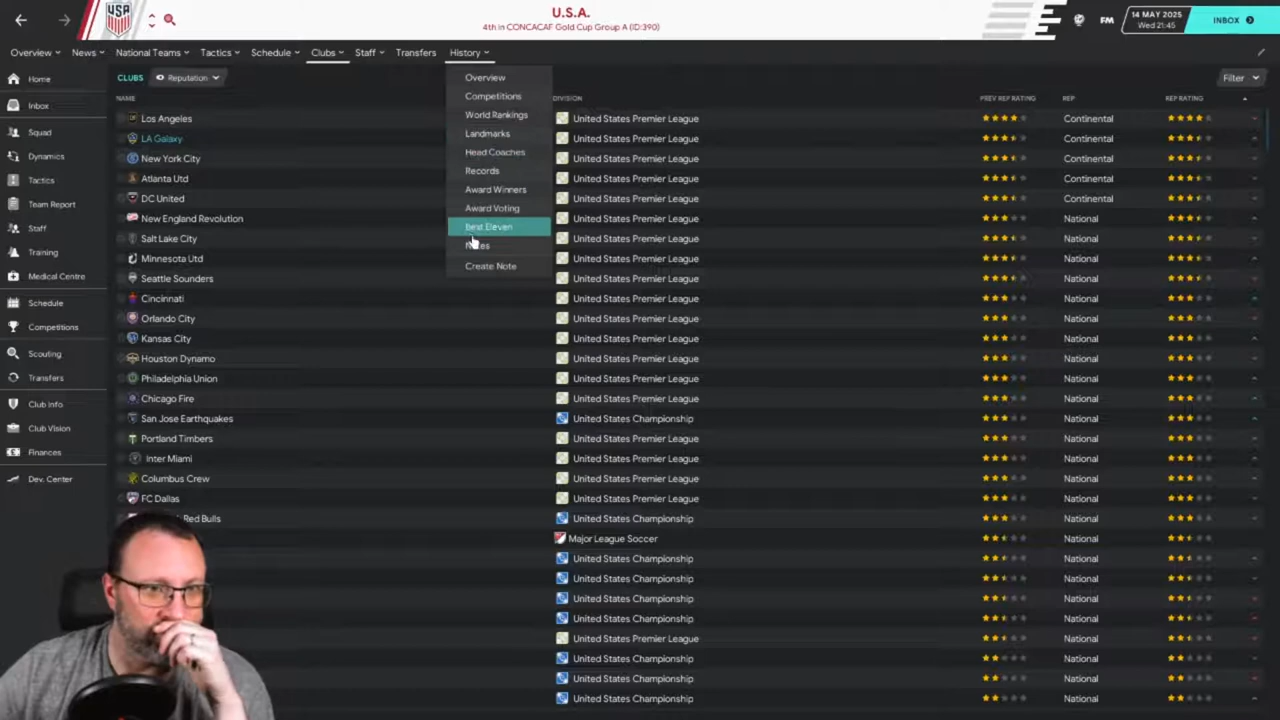 U.S.A.
4th in CONCACAF Gold Cup Group A (ID:390)
FM
14 MAY 2025
Wed 21:45
INBOX
Overview
News
National Teams
Tactics
Schedule
Clubs
Staff
Transfers
History
Home
Inbox
Squad
Dynamics
Tactics
Team Report
Staff
Training
Medical Centre
Schedule
Competitions
Scouting
Transfers
Club Info
Club Vision
Finances
Dev. Center
CLUBS
Reputation
Filter
Overview
Competitions
World Rankings
Landmarks
Head Coaches
Records
Award Winners
Award Voting
Best Eleven
Create Note
NAME DIVISION PREV REP RATING REP REP RATING
Los Angeles United States Premier League Continental
LA Galaxy United States Premier League Continental
New York City United States Premier League Continental
Atlanta Utd United States Premier League Continental
DC United United States Premier League Continental
New England Revolution United States Premier League National
Salt Lake City United States Premier League National
Minnesota Utd United States Premier League National
Seattle Sounders United States Premier League National
Cincinnati United States Premier League National
Orlando City United States Premier League National
Kansas City United States Premier League National
Houston Dynamo United States Premier League National
Philadelphia Union United States Premier League National
Chicago Fire United States Premier League National
San Jose Earthquakes United States Championship National
Portland Timbers United States Premier League National
Inter Miami United States Premier League National
Columbus Crew United States Premier League National
FC Dallas United States Premier League National
Red Bulls United States Championship National
Major League Soccer National
United States Championship National
United States Championship National
United States Championship National
United States Championship National
United States Premier League National
United States Championship National
United States Championship National
United States Championship National